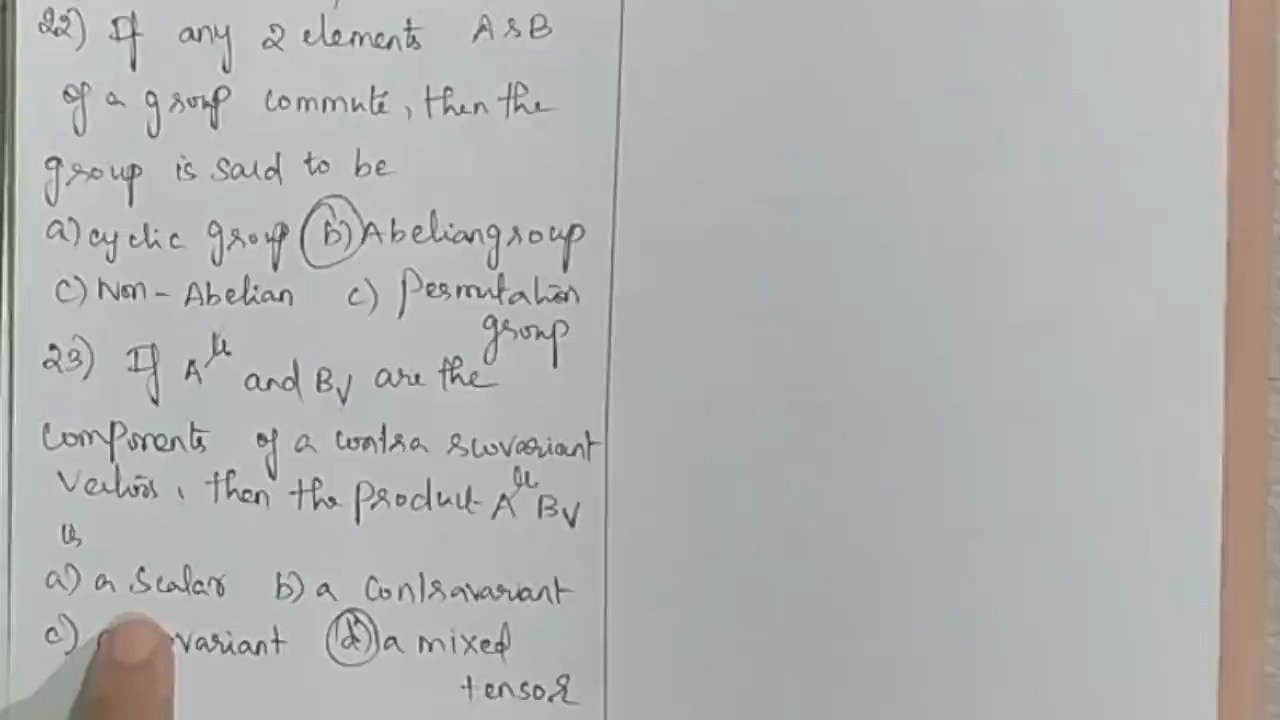 22) If any 2 elements A & B
of a group commute, then the
group is said to be
a) cyclic group b) Abelian group
c) Non-Abelian c) Permutation
group
23) If A^μ and B_ν are the
components of a contra & covariant
Vectors, then the product A^μ B_ν
is
a) a scalar b) a contravariant
c) variant d) a mixed
tensor